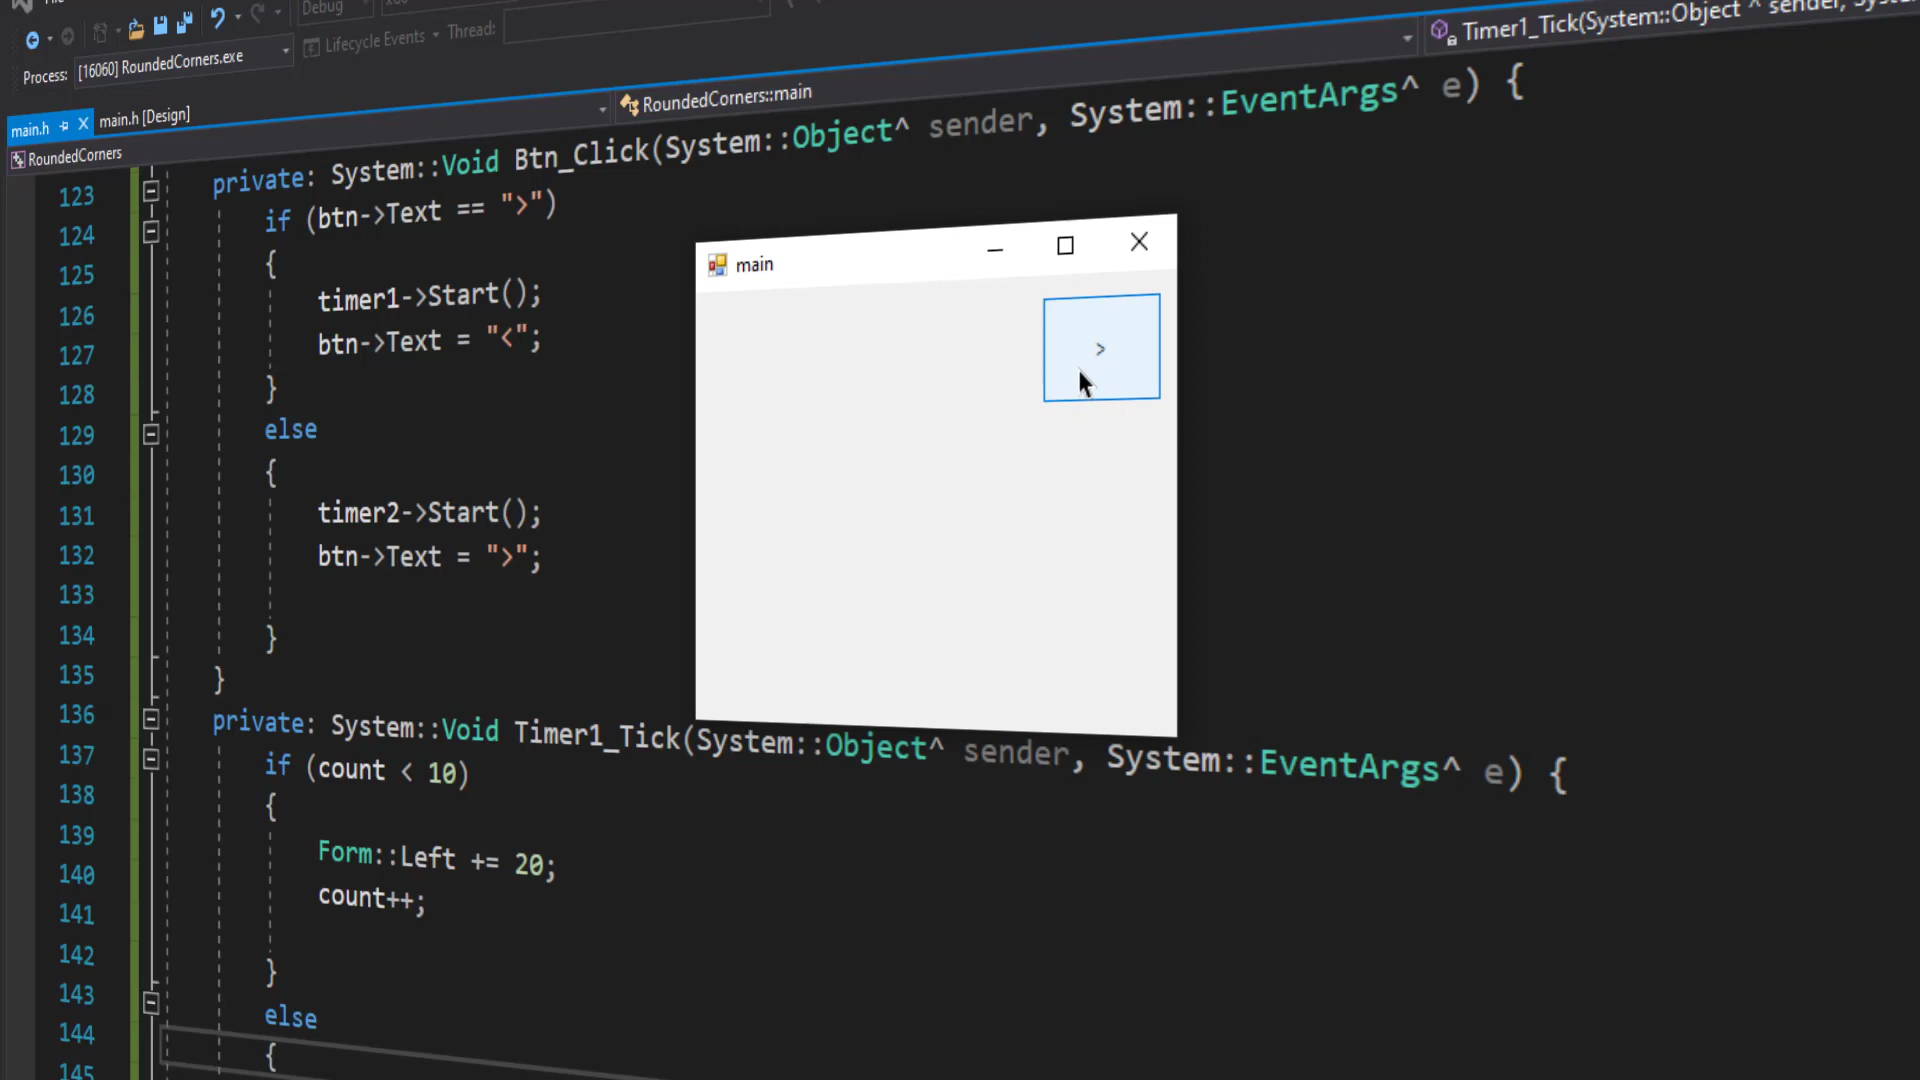 Debug
Lifecycle Events
Thread:
Process:
[16060] RoundedCorners.exe
Timer1_Tick(System::Object ^ sender,
main.h
main.h [Design]
RoundedCorners::main
RoundedCorners
123 private: System::Void Btn_Click(System::Object^ sender, System::EventArgs^ e) {
124 if (btn->Text == ">")
125 {
126 timer1->Start();
127 btn->Text = "<";
128 }
129 else
130 {
131 timer2->Start();
132 btn->Text = ">";
133
134 }
135 }
136 private: System::Void Timer1_Tick(System::Object^ sender, System::EventArgs^ e) {
137 if (count < 10)
138 {
139 Form::Left += 20;
140 count++;
141
142 }
143 else
144 {
145
main
>